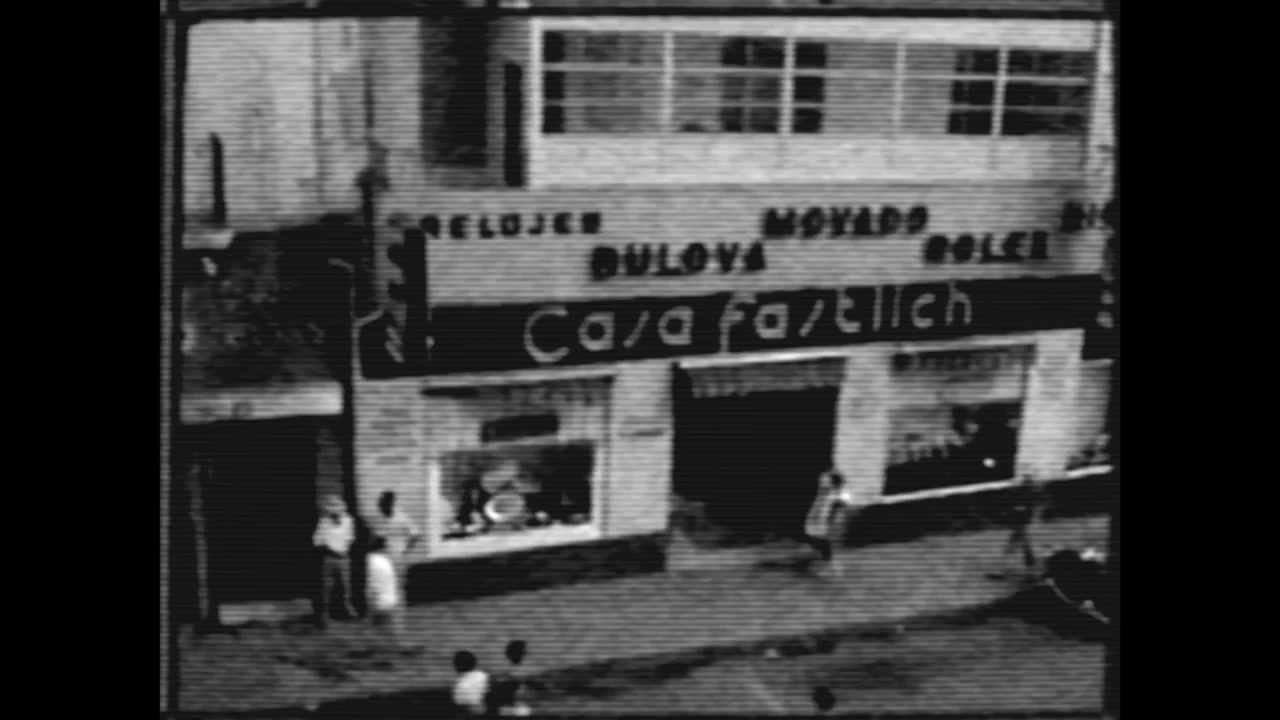 RELOJES
MOVADO
BULOVA
ROLEX
Casa fastlich